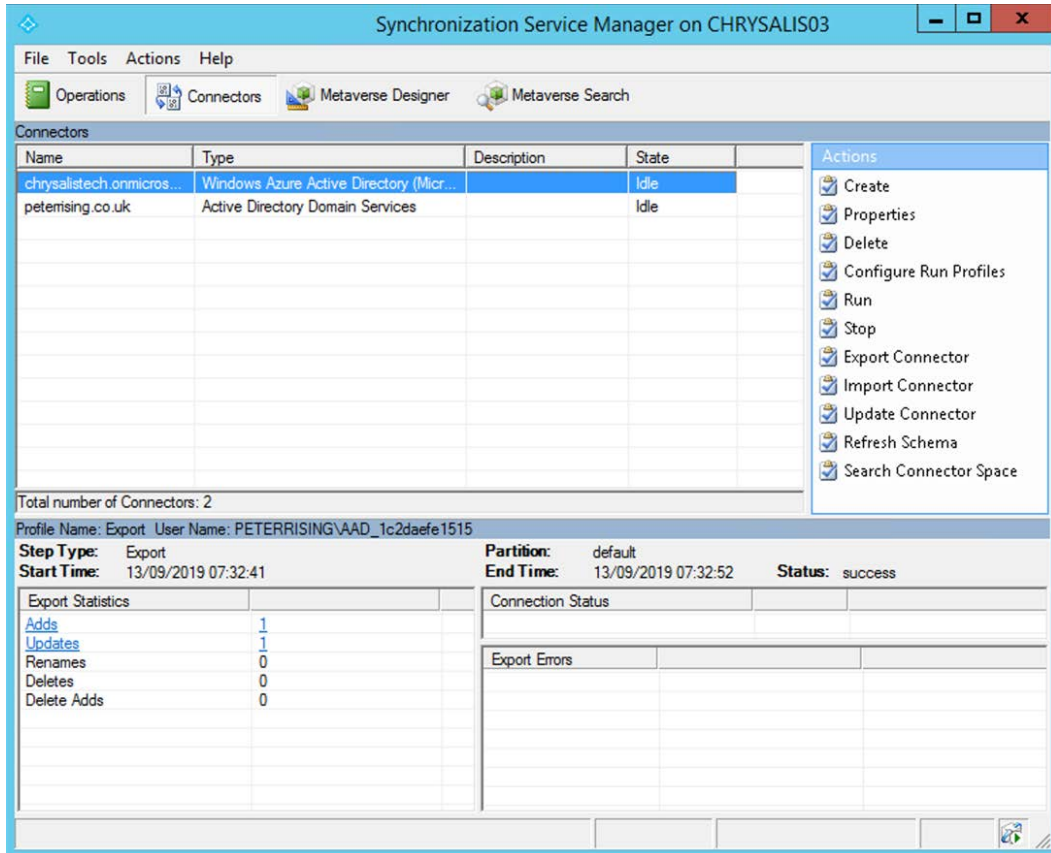 Synchronization Service Manager on CHRYSALIS03
File Tools Actions Help
Operations Connectors Metaverse Designer Metaverse Search
Connectors
Name Type Description State
chrysalistech.onmicros... Windows Azure Active Directory (Micr... Idle
peterrising.co.uk Active Directory Domain Services Idle
Total number of Connectors: 2
Actions
Create
Properties
Delete
Configure Run Profiles
Run
Stop
Export Connector
Import Connector
Update Connector
Refresh Schema
Search Connector Space
Profile Name: Export User Name: PETERRISING\AAD_1c2daefe1515
Step Type: Export
Start Time: 13/09/2019 07:32:41
Partition: default
End Time: 13/09/2019 07:32:52 Status: success
Export Statistics
Adds 1
Updates 1
Renames 0
Deletes 0
Delete Adds 0
Connection Status
Export Errors